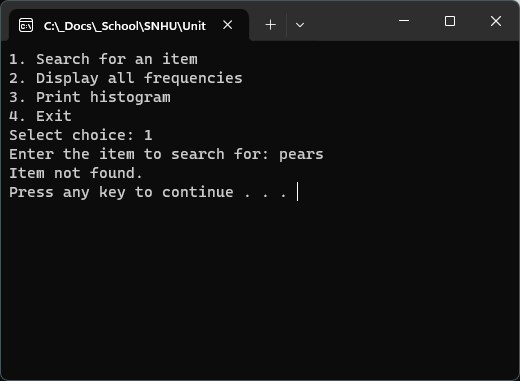 C:\_Docs\_School\SNHU\Unit
1. Search for an item
2. Display all frequencies
3. Print histogram
4. Exit
Select choice: 1
Enter the item to search for: pears
Item not found.
Press any key to continue . . .